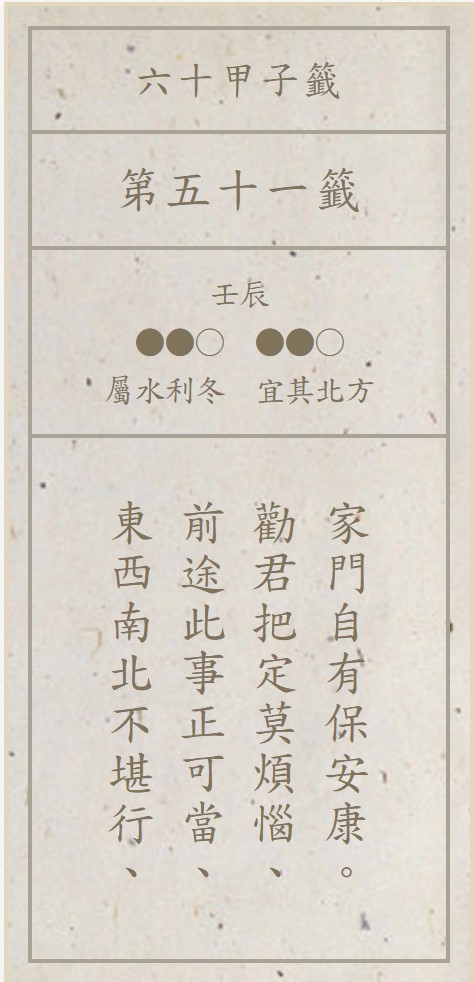 六十甲子籤
第五十一籤
壬辰
●●○ ●●○
屬水利冬 宜其北方
東西南北不堪行、
前途此事正可當、
勸君把定莫煩惱、
家門自有保安康。